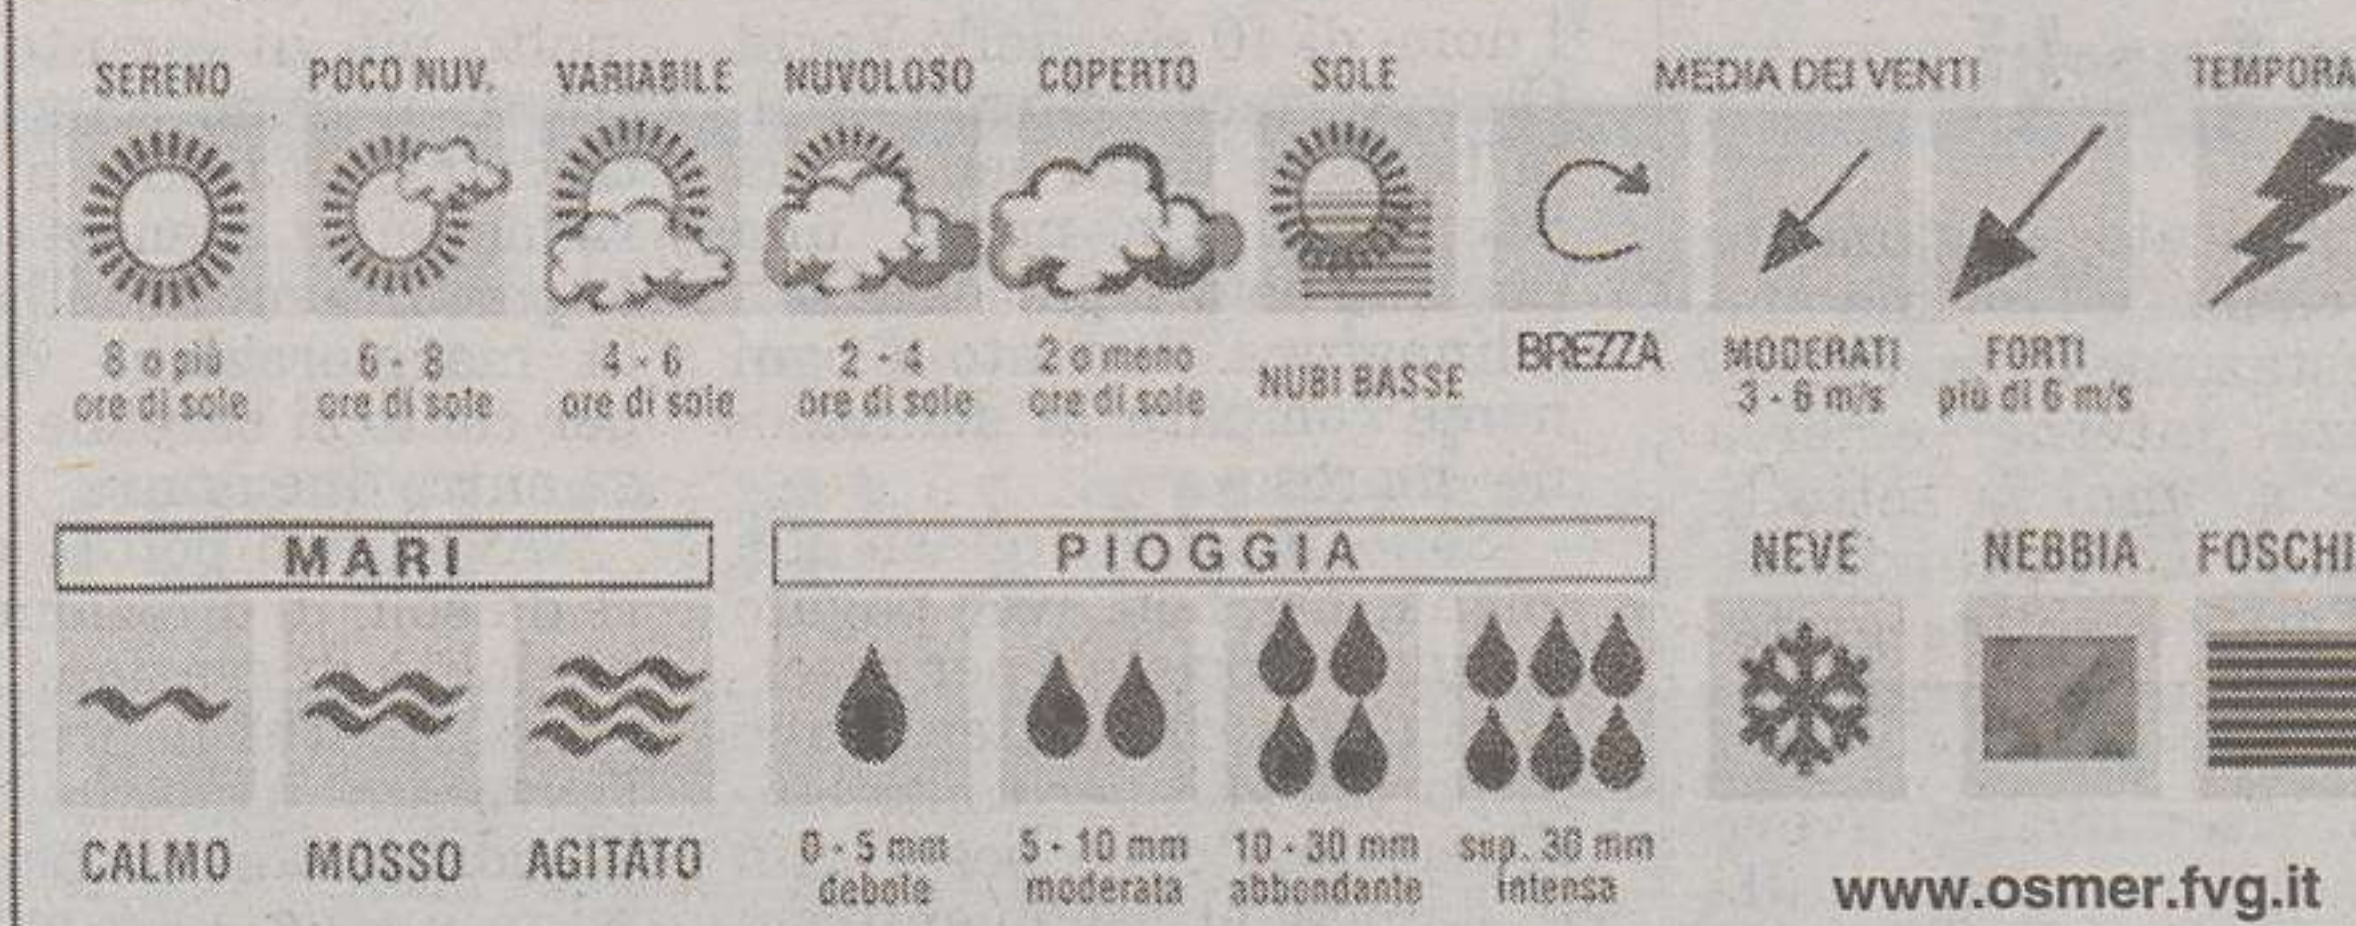 SERENO POCO NUV. VARIABILE NUVOLOSO COPERTO SOLE MEDIA DEI VENTI TEMPORA
8 o più 6 - 8 4 - 6 2 - 4 2 o meno NUBI BASSE BREZZA MODERATI FORTI
ore di sole ore di sole ore di sole ore di sole ore di sole 3 - 6 m/s più di 6 m/s
MARI PIOGGIA NEVE NEBBIA FOSCHI
CALMO MOSSO AGITATO 0 - 5 mm 5 - 10 mm 10 - 30 mm sup. 30 mm
debole moderata abbondante intensa
www.osmer.fvg.it